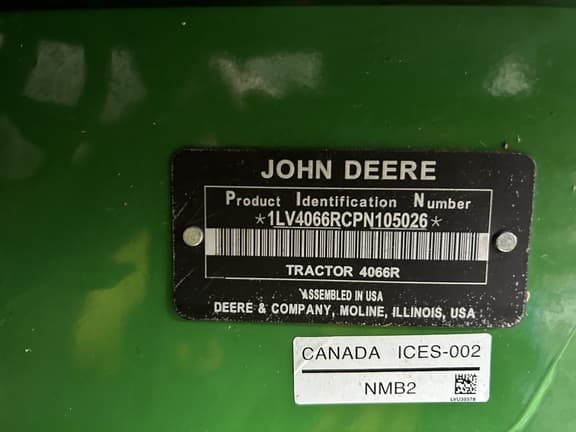 JOHN DEERE
Product Identification Number
*1LV4066RCPN105026*
TRACTOR 4066R
ASSEMBLED IN USA
DEERE & COMPANY, MOLINE, ILLINOIS, USA
CANADA ICES-002
NMB2